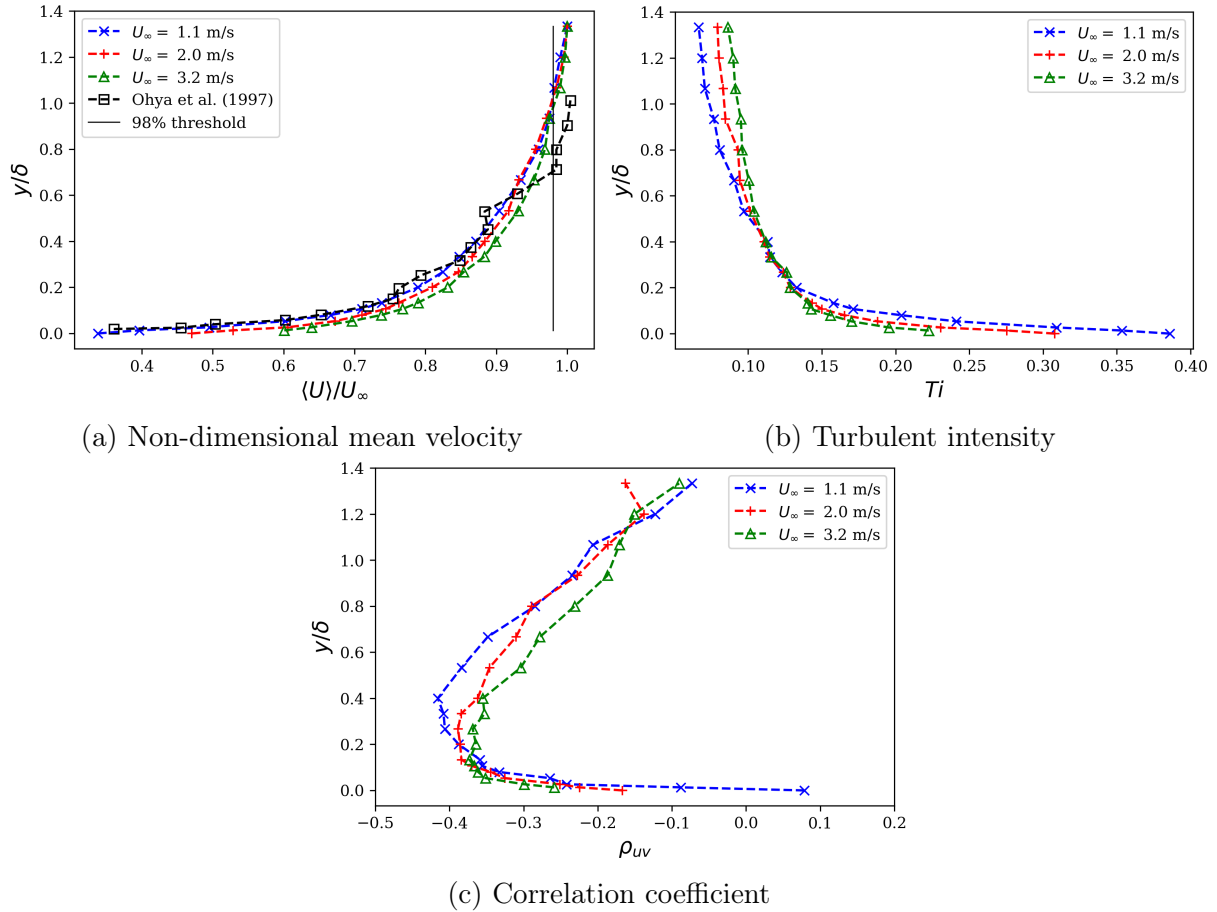 1.4
1.2
1.0
0.8
0.6
0.4
0.2
0.0
y/δ
U∞ = 1.1 m/s
U∞ = 2.0 m/s
U∞ = 3.2 m/s
Ohya et al. (1997)
98% threshold
0.4 0.5 0.6 0.7 0.8 0.9 1.0
⟨U⟩/U∞
(a) Non-dimensional mean velocity
1.4
1.2
1.0
0.8
0.6
0.4
0.2
0.0
y/δ
U∞ = 1.1 m/s
U∞ = 2.0 m/s
U∞ = 3.2 m/s
0.10 0.15 0.20 0.25 0.30 0.35 0.40
Ti
(b) Turbulent intensity
1.4
1.2
1.0
0.8
0.6
0.4
0.2
0.0
y/δ
U∞ = 1.1 m/s
U∞ = 2.0 m/s
U∞ = 3.2 m/s
−0.5 −0.4 −0.3 −0.2 −0.1 0.0 0.1 0.2
ρuv
(c) Correlation coefficient